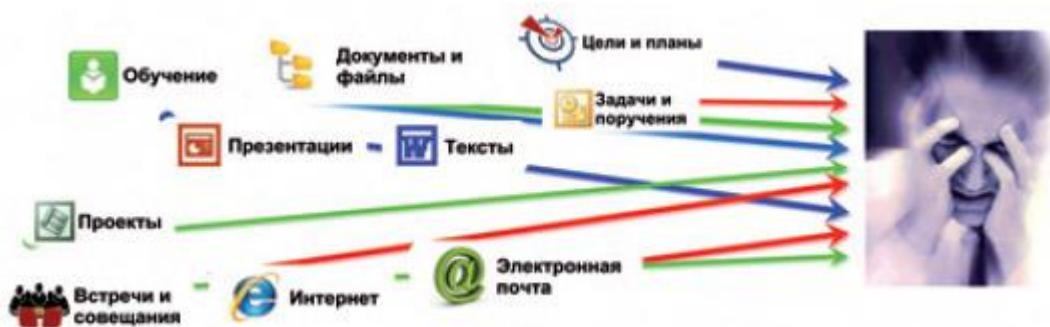 Цели и планы
Документы и
файлы
Обучение
Задачи и
поручения
Презентации
Тексты
Проекты
Электронная
почта
Интернет
Встречи и
совещания